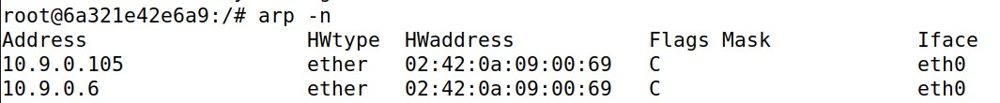 root@6a321e42e6a9:/# arp -n
Address HWtype HWaddress Flags Mask Iface
10.9.0.105 ether 02:42:0a:09:00:69 C eth0
10.9.0.6 ether 02:42:0a:09:00:69 C eth0